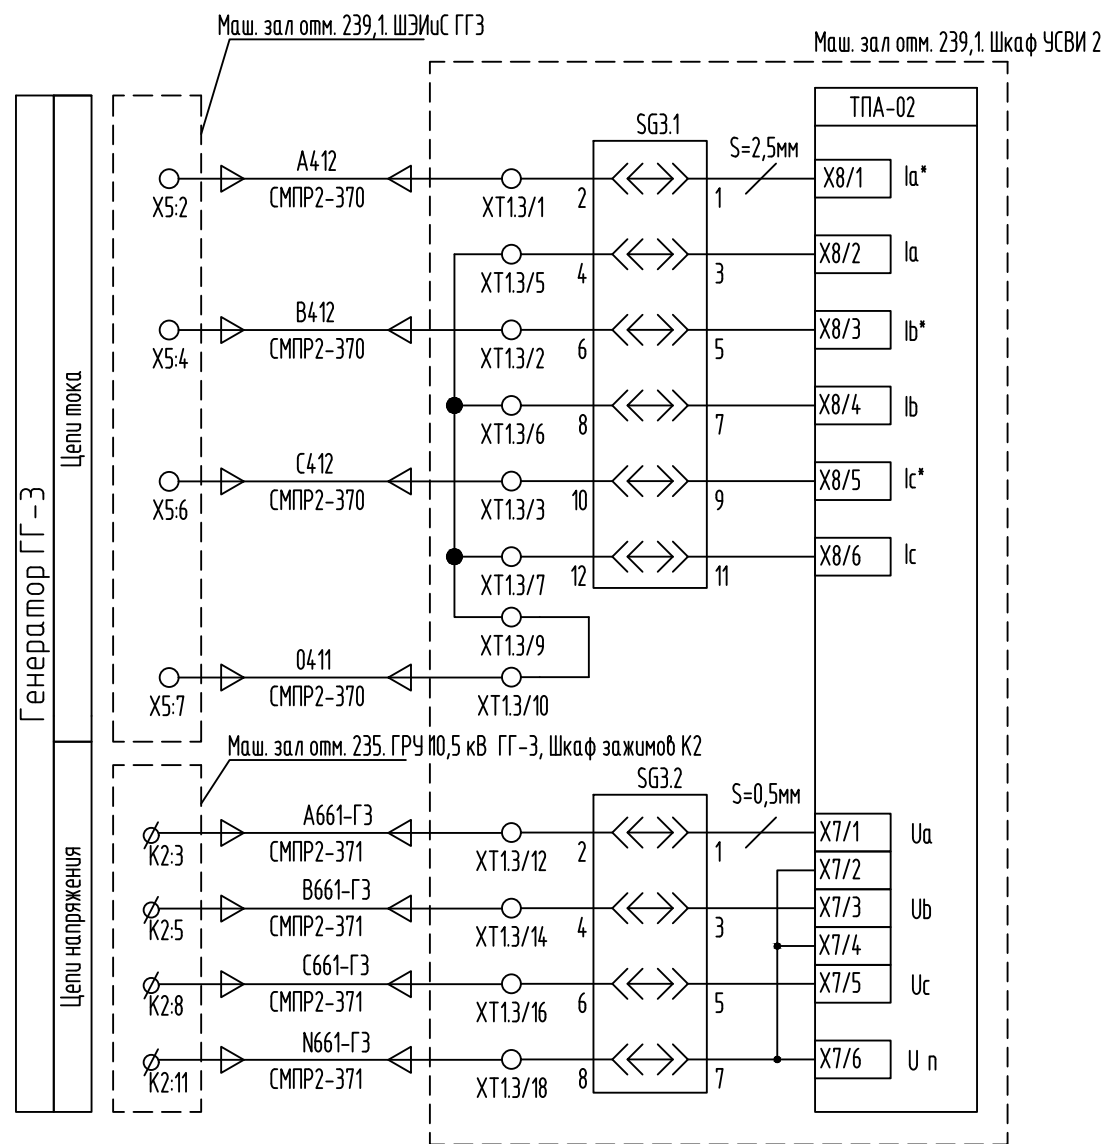 Маш. зал отм. 239,1. ШЭИиС ГГЗ
Маш. зал отм. 239,1. Шкаф УСВИ 2
ТПА-02
SG3.1
S=2,5мм
Генератор ГГ-3
Цепи тока
X5:2
A412
СМПР2-370
XT1.3/1
2
1
X8/1
Ia*
XT1.3/5
4
3
X8/2
Ia
X5:4
B412
СМПР2-370
XT1.3/2
6
5
X8/3
Ib*
XT1.3/6
8
7
X8/4
Ib
X5:6
C412
СМПР2-370
XT1.3/3
10
9
X8/5
Ic*
XT1.3/7
12
11
X8/6
Ic
XT1.3/9
X5:7
0411
СМПР2-370
XT1.3/10
Маш. зал отм. 235. ГРУ 10,5 кВ ГГ-3, Шкаф зажимов К2
SG3.2
S=0,5мм
Цепи напряжения
K2:3
A661-Г3
СМПР2-371
XT1.3/12
2
1
X7/1
Ua
X7/2
K2:5
B661-Г3
СМПР2-371
XT1.3/14
4
3
X7/3
Ub
X7/4
K2:8
C661-Г3
СМПР2-371
XT1.3/16
6
5
X7/5
Uc
K2:11
N661-Г3
СМПР2-371
XT1.3/18
8
7
X7/6
U n